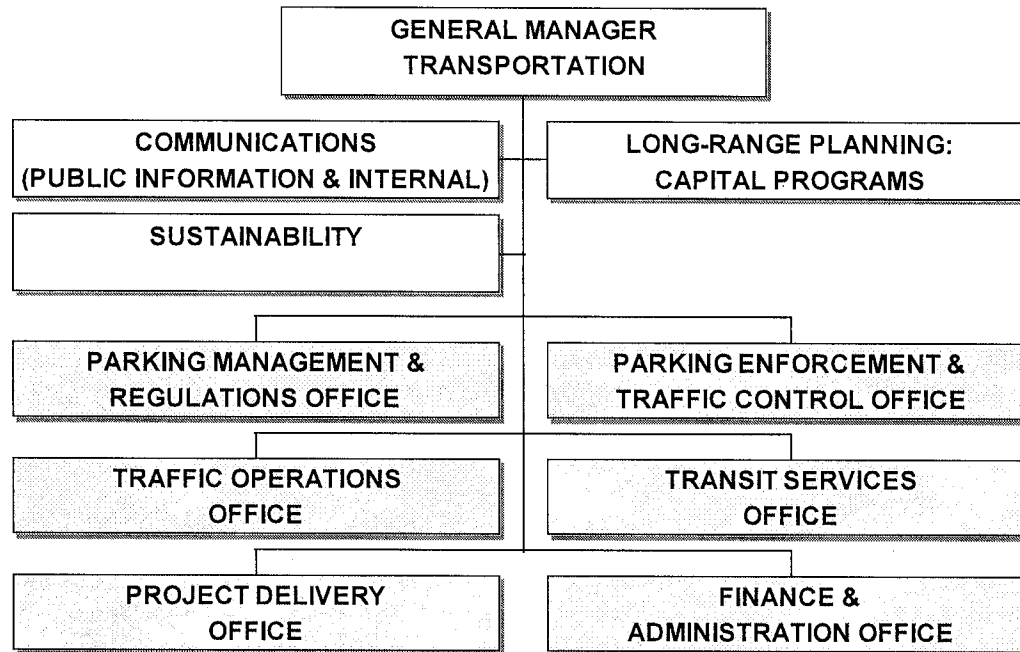 GENERAL MANAGER
TRANSPORTATION
COMMUNICATIONS
(PUBLIC INFORMATION & INTERNAL)
LONG-RANGE PLANNING:
CAPITAL PROGRAMS
SUSTAINABILITY
PARKING MANAGEMENT &
REGULATIONS OFFICE
PARKING ENFORCEMENT &
TRAFFIC CONTROL OFFICE
TRAFFIC OPERATIONS
OFFICE
TRANSIT SERVICES
OFFICE
PROJECT DELIVERY
OFFICE
FINANCE &
ADMINISTRATION OFFICE